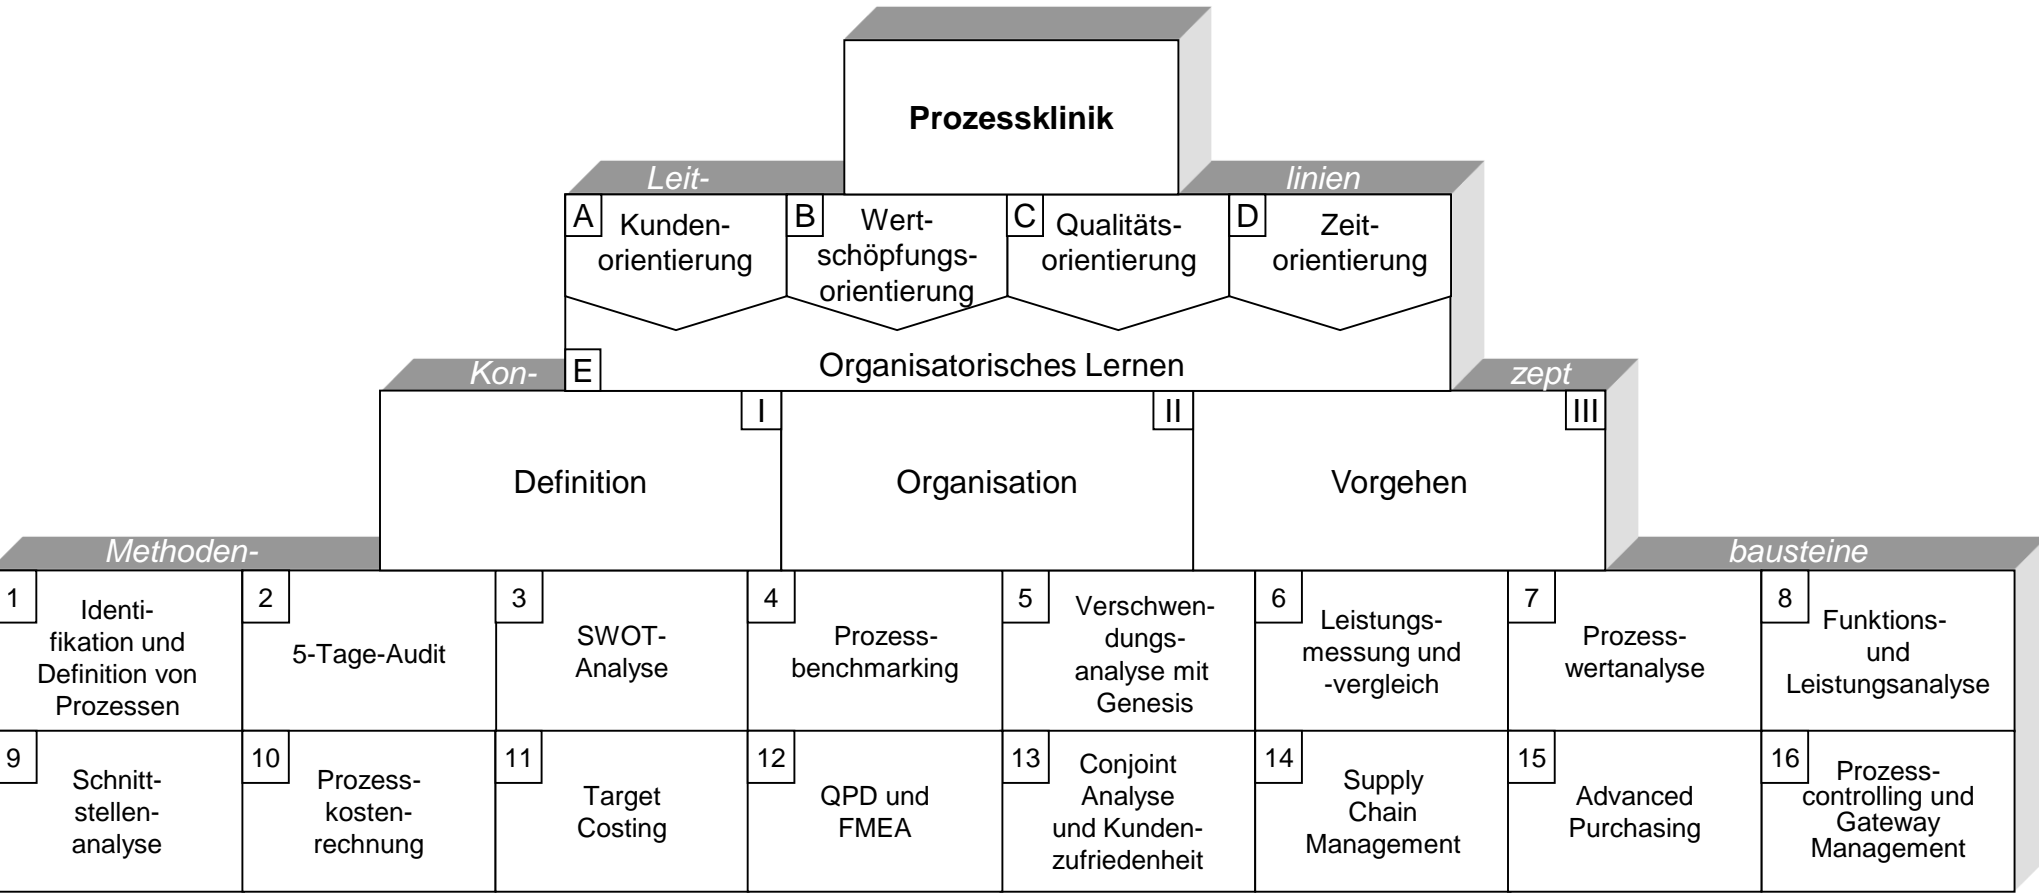 Prozessklinik
Leit-
linien
A
Kunden-
orientierung
B
Wert-
schöpfungs-
orientierung
C
Qualitäts-
orientierung
D
Zeit-
orientierung
E
Organisatorisches Lernen
Kon-
zept
I
Definition
II
Organisation
III
Vorgehen
Methoden-
bausteine
1
Identi-
fikation und
Definition von
Prozessen
2
5-Tage-Audit
3
SWOT-
Analyse
4
Prozess-
benchmarking
5
Verschwen-
dungs-
analyse mit
Genesis
6
Leistungs-
messung und
-vergleich
7
Prozess-
wertanalyse
8
Funktions-
und
Leistungsanalyse
9
Schnitt-
stellen-
analyse
10
Prozess-
kosten-
rechnung
11
Target
Costing
12
QPD und
FMEA
13
Conjoint
Analyse
und Kunden-
zufriedenheit
14
Supply
Chain
Management
15
Advanced
Purchasing
16
Prozess-
controlling und
Gateway
Management